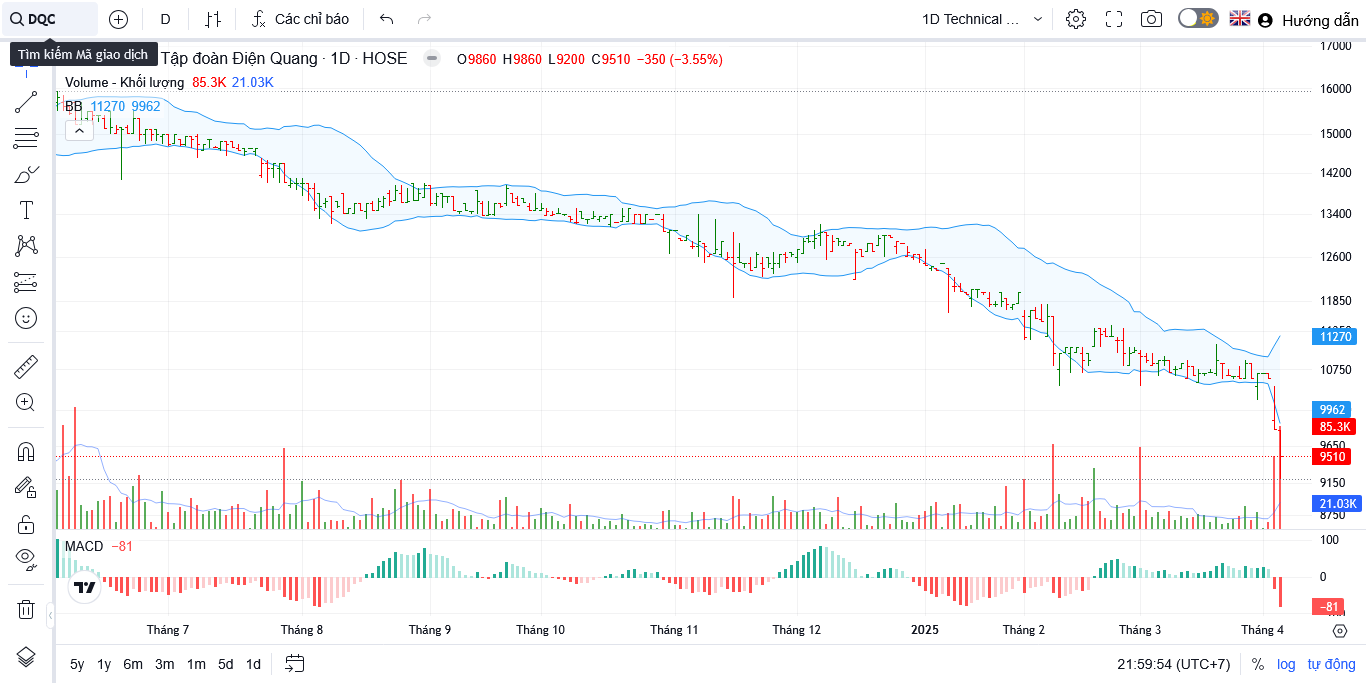 DQC
D
Các chỉ báo
1D Technical ...
Hướng dẫn
Tìm kiếm Mã giao dịch
Tập đoàn Điện Quang · 1D · HOSE
O9860 H9860 L9200 C9510 −350 (−3.55%)
Volume - Khối lượng 85.3K 21.03K
BB 11270 9962
17000
16000
15000
14200
13400
12600
11850
11270
10750
9962
85.3K
9650
9510
9150
21.03K
8750
MACD −81
100
0
−81
Tháng 7
Tháng 8
Tháng 9
Tháng 10
Tháng 11
Tháng 12
2025
Tháng 2
Tháng 3
Tháng 4
5y 1y 6m 3m 1m 5d 1d
21:59:54 (UTC+7)
% log tự động